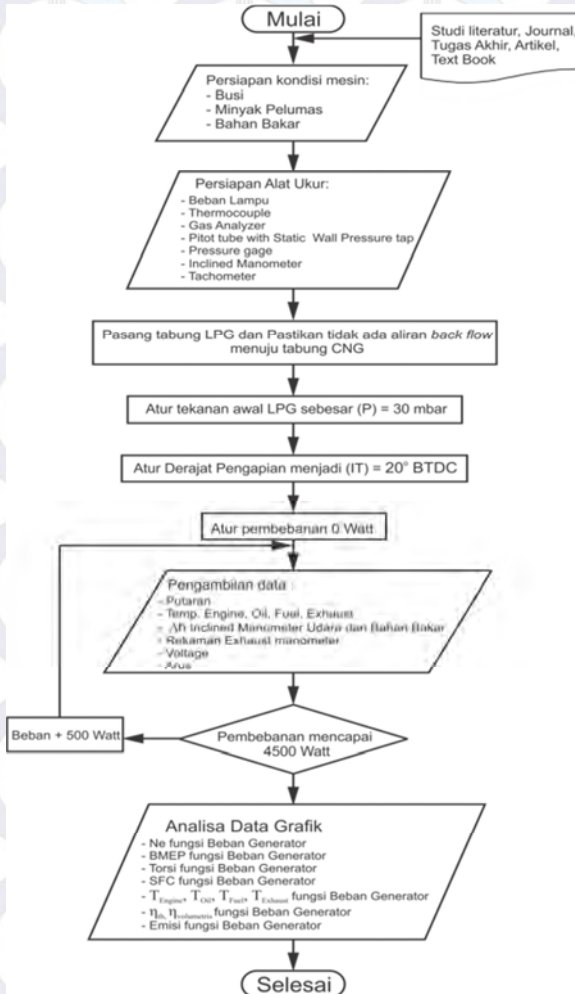 Mulai
Studi literatur, Journal,
Tugas Akhir, Artikel,
Text Book
Persiapan kondisi mesin:
- Busi
- Minyak Pelumas
- Bahan Bakar
Persiapan Alat Ukur:
- Beban Lampu
- Thermocouple
- Gas Analyzer
- Pitot tube with Static Wall Pressure tap
- Pressure gage
- Inclined Manometer
- Tachometer
Pasang tabung LPG dan Pastikan tidak ada aliran back flow
menuju tabung CNG
Atur tekanan awal LPG sebesar (P) = 30 mbar
Atur Derajat Pengapian menjadi (IT) = 20° BTDC
Atur pembebanan 0 Watt
Pengambilan data :
- Putaran
- Temp. Engine, Oil, Fuel, Exhaust
- Δh Inclined Manometer Udara dan Bahan Bakar
- Rekaman Exhaust manometer
- Voltage
- Arus
Beban + 500 Watt
Pembebanan mencapai
4500 Watt
Analisa Data Grafik
- Ne fungsi Beban Generator
- BMEP fungsi Beban Generator
- Torsi fungsi Beban Generator
- SFC fungsi Beban Generator
- T Engine, T Oil, T Fuel, T Exhaust fungsi Beban Generator
- η th, η volumetris fungsi Beban Generator
- Emisi fungsi Beban Generator
Selesai